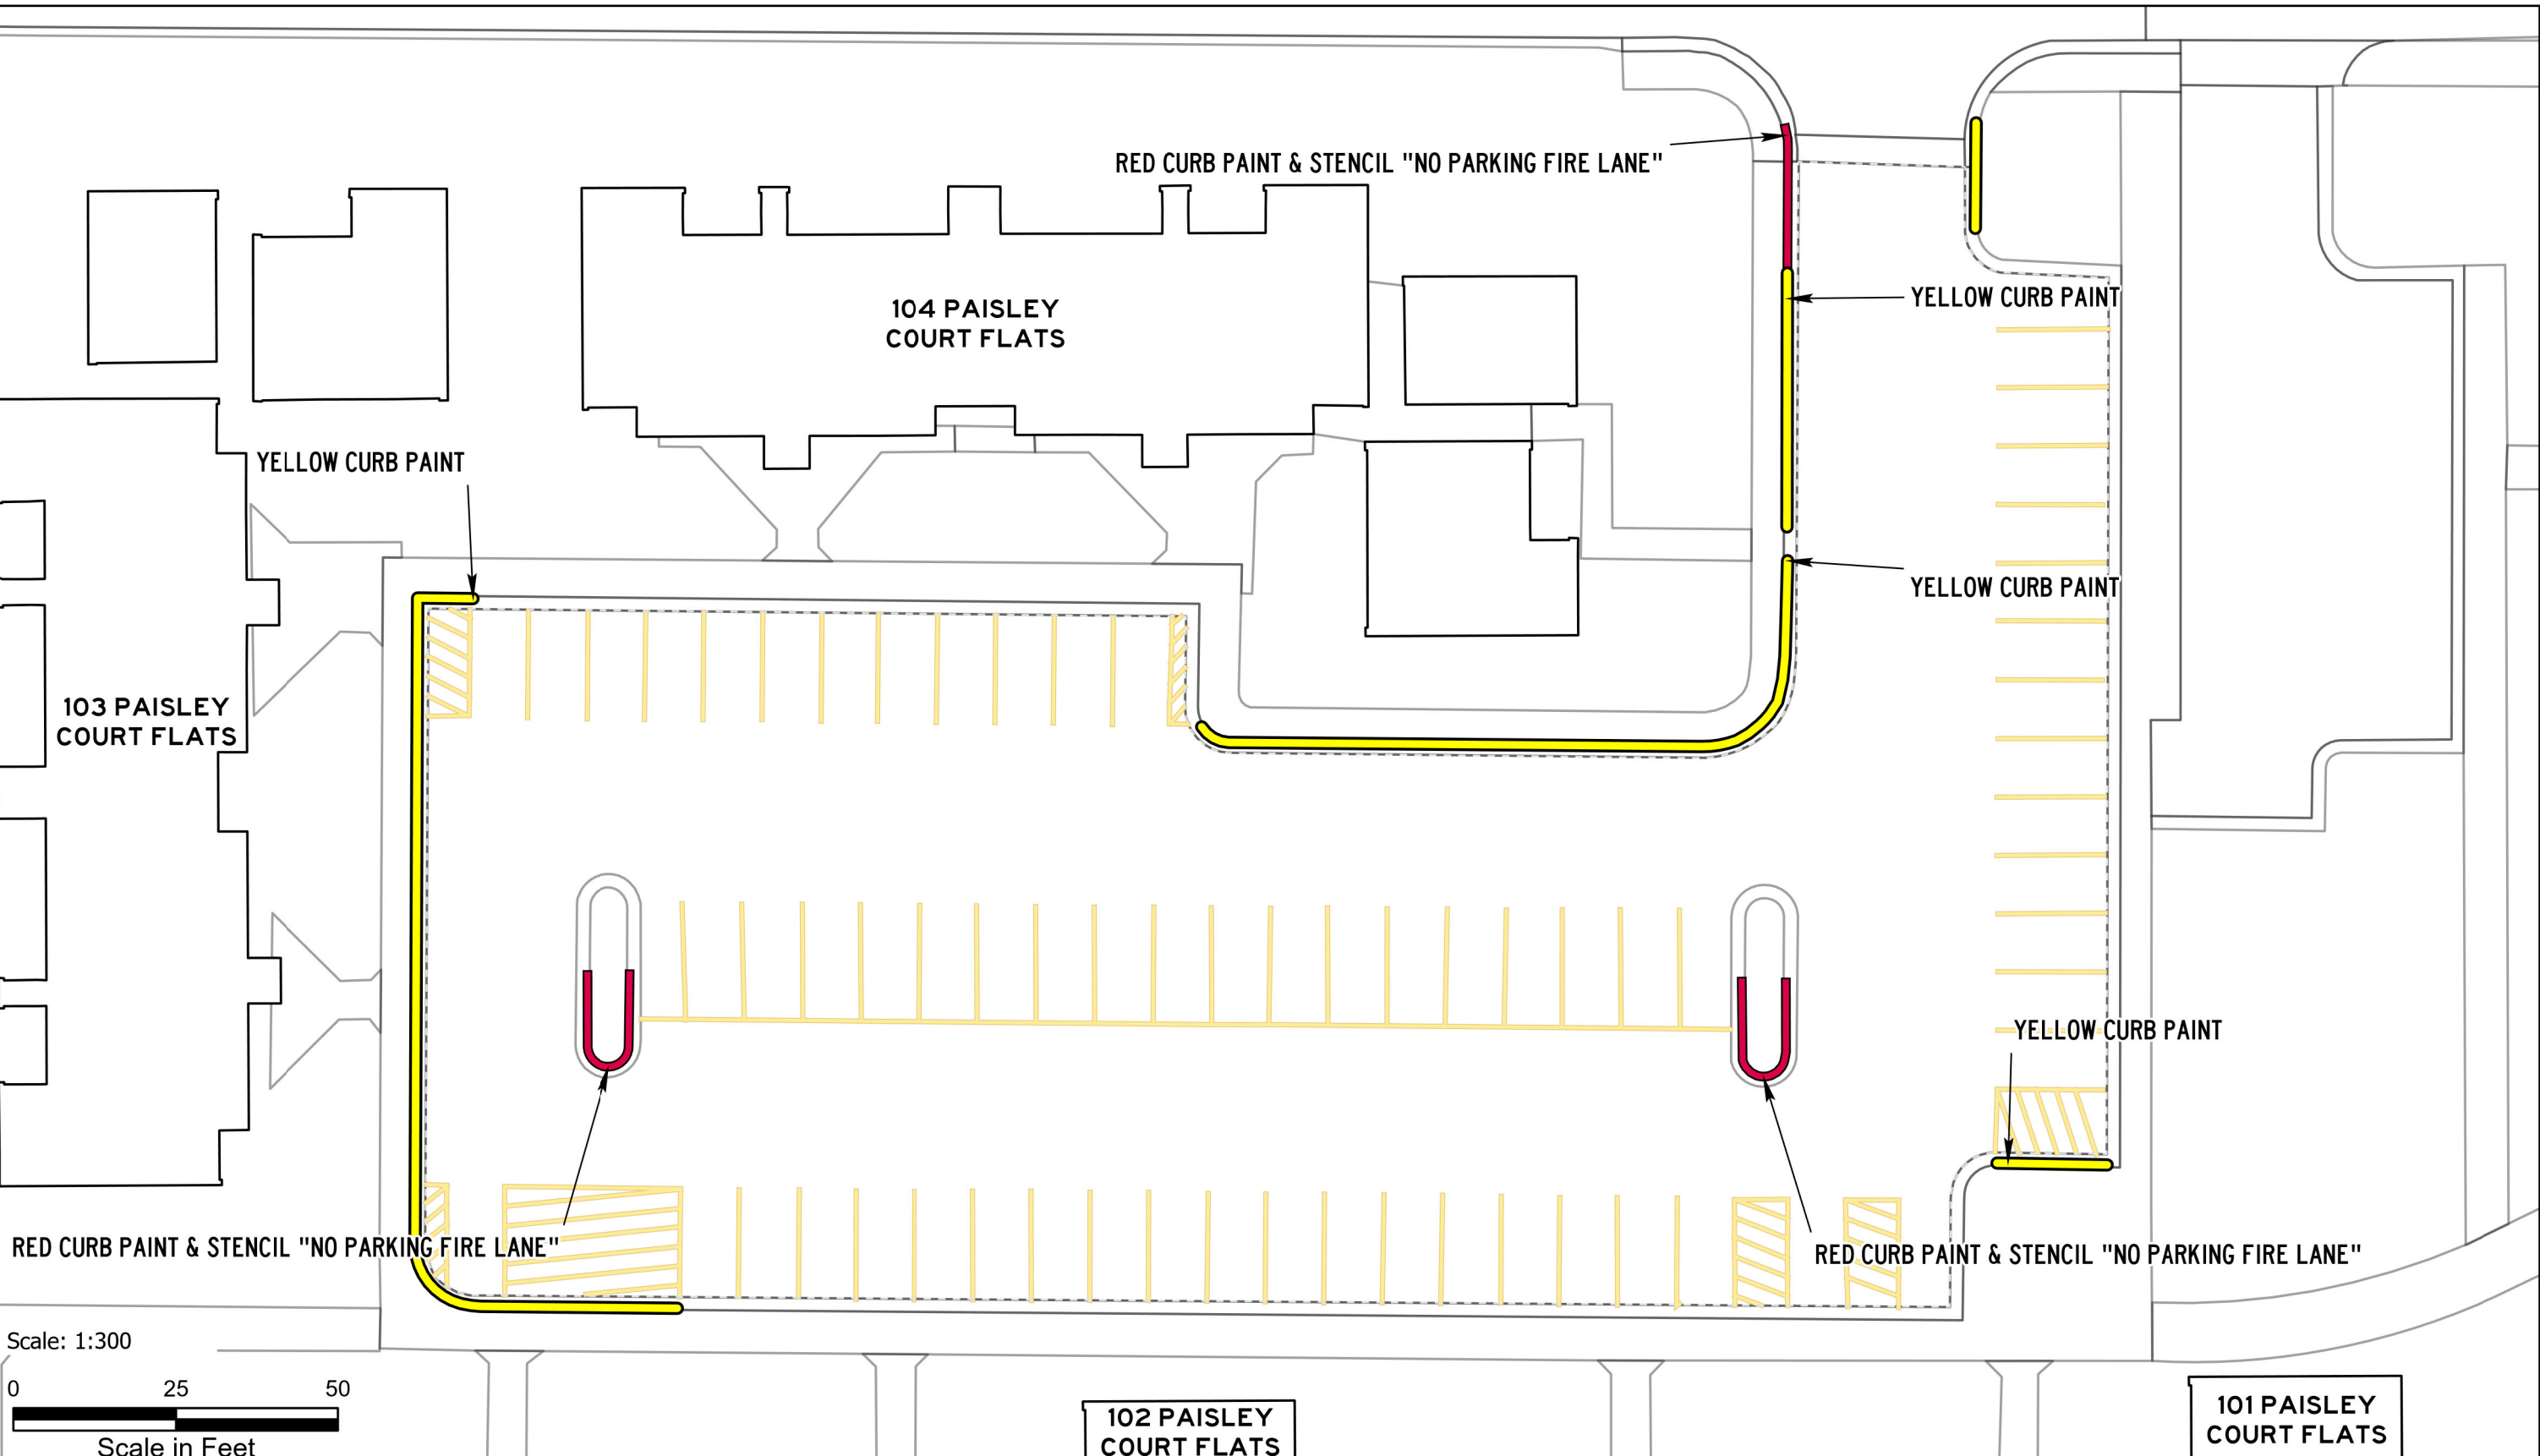 RED CURB PAINT & STENCIL "NO PARKING FIRE LANE"
YELLOW CURB PAINT
104 PAISLEY
COURT FLATS
YELLOW CURB PAINT
YELLOW CURB PAINT
103 PAISLEY
COURT FLATS
YELLOW CURB PAINT
RED CURB PAINT & STENCIL "NO PARKING FIRE LANE"
RED CURB PAINT & STENCIL "NO PARKING FIRE LANE"
Scale: 1:300
0 25 50
Scale in Feet
102 PAISLEY
COURT FLATS
101 PAISLEY
COURT FLATS